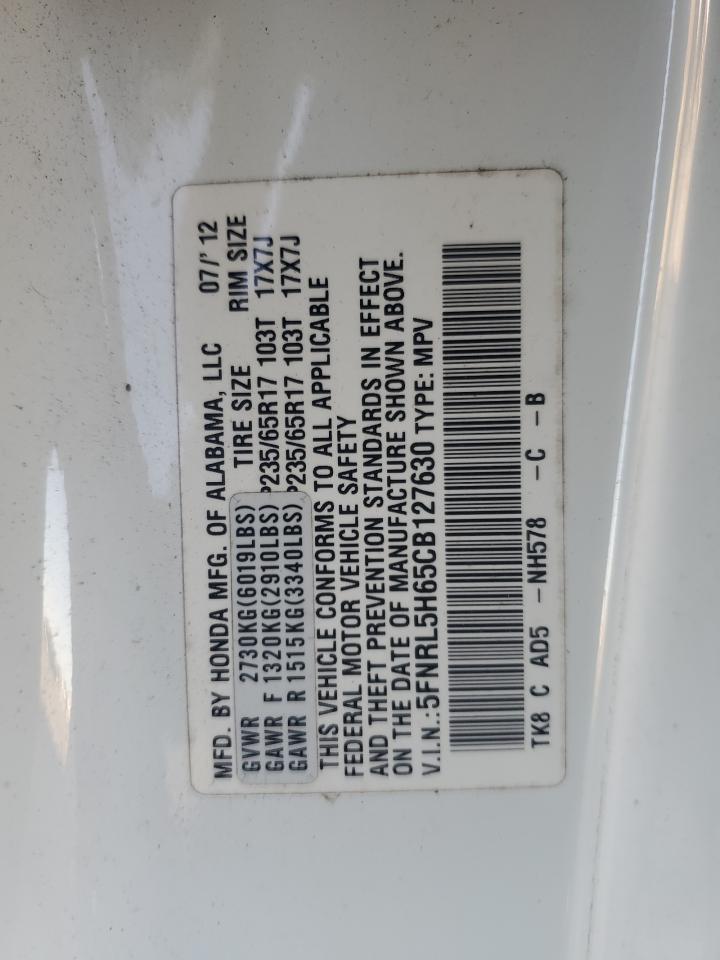 MFD. BY HONDA MFG. OF ALABAMA, LLC 07/'12
GVWR 2730KG(6019LBS) TIRE SIZE RIM SIZE
GAWR F 1320KG(2910LBS) P235/65R17 103T 17X7J
GAWR R 1515KG(3340LBS) P235/65R17 103T 17X7J
THIS VEHICLE CONFORMS TO ALL APPLICABLE
FEDERAL MOTOR VEHICLE SAFETY
AND THEFT PREVENTION STANDARDS IN EFFECT
ON THE DATE OF MANUFACTURE SHOWN ABOVE.
V.I.N.:5FNRL5H65CB127630 TYPE: MPV
TK8 C AD5 -NH578 -C -B